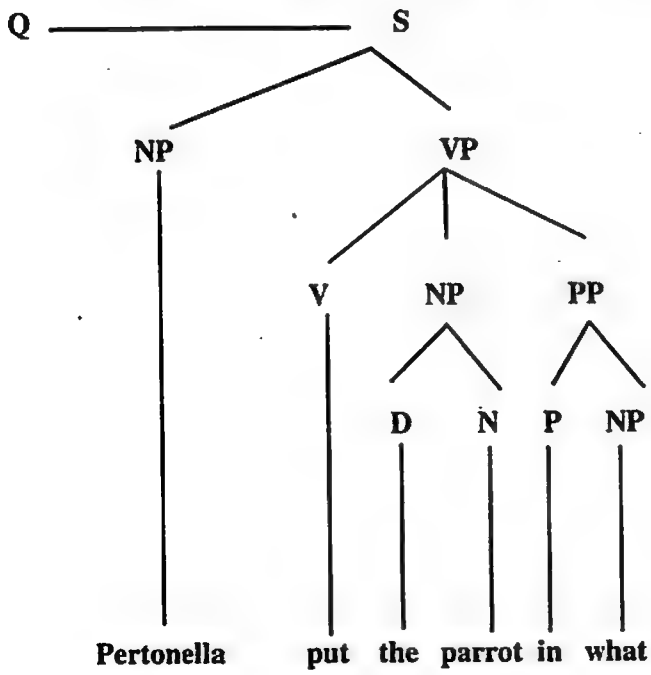 Q S
NP VP
V NP PP
D N P NP
Pertonella put the parrot in what